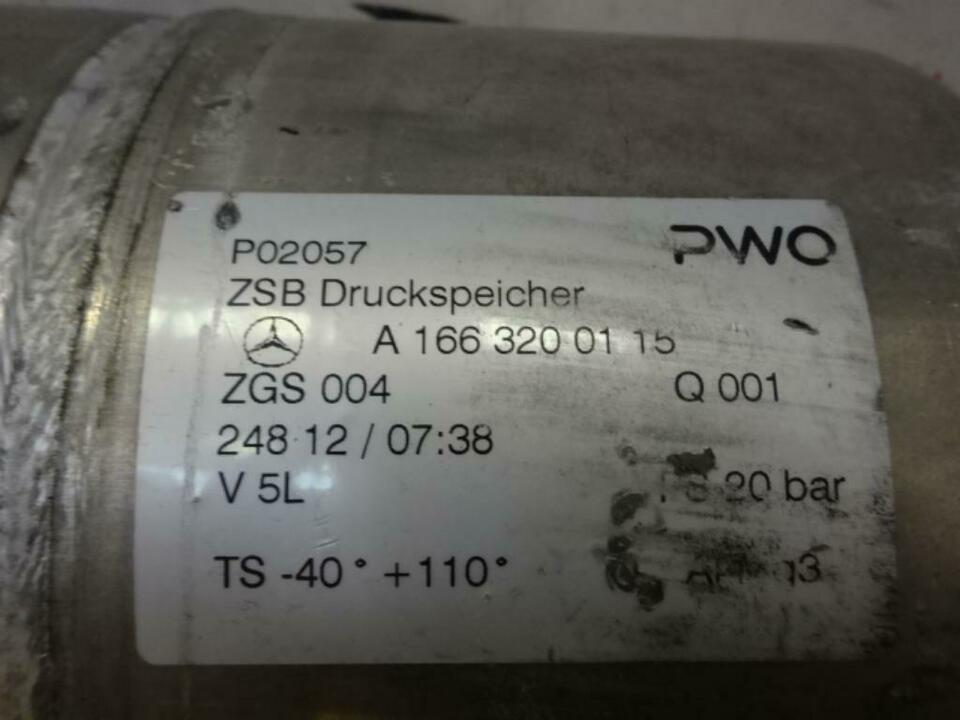 P02057 PWO
ZSB Druckspeicher
A 166 320 01 15
ZGS 004 Q 001
248 12 / 07:38
V 5L PS 20 bar
TS -40° +110°